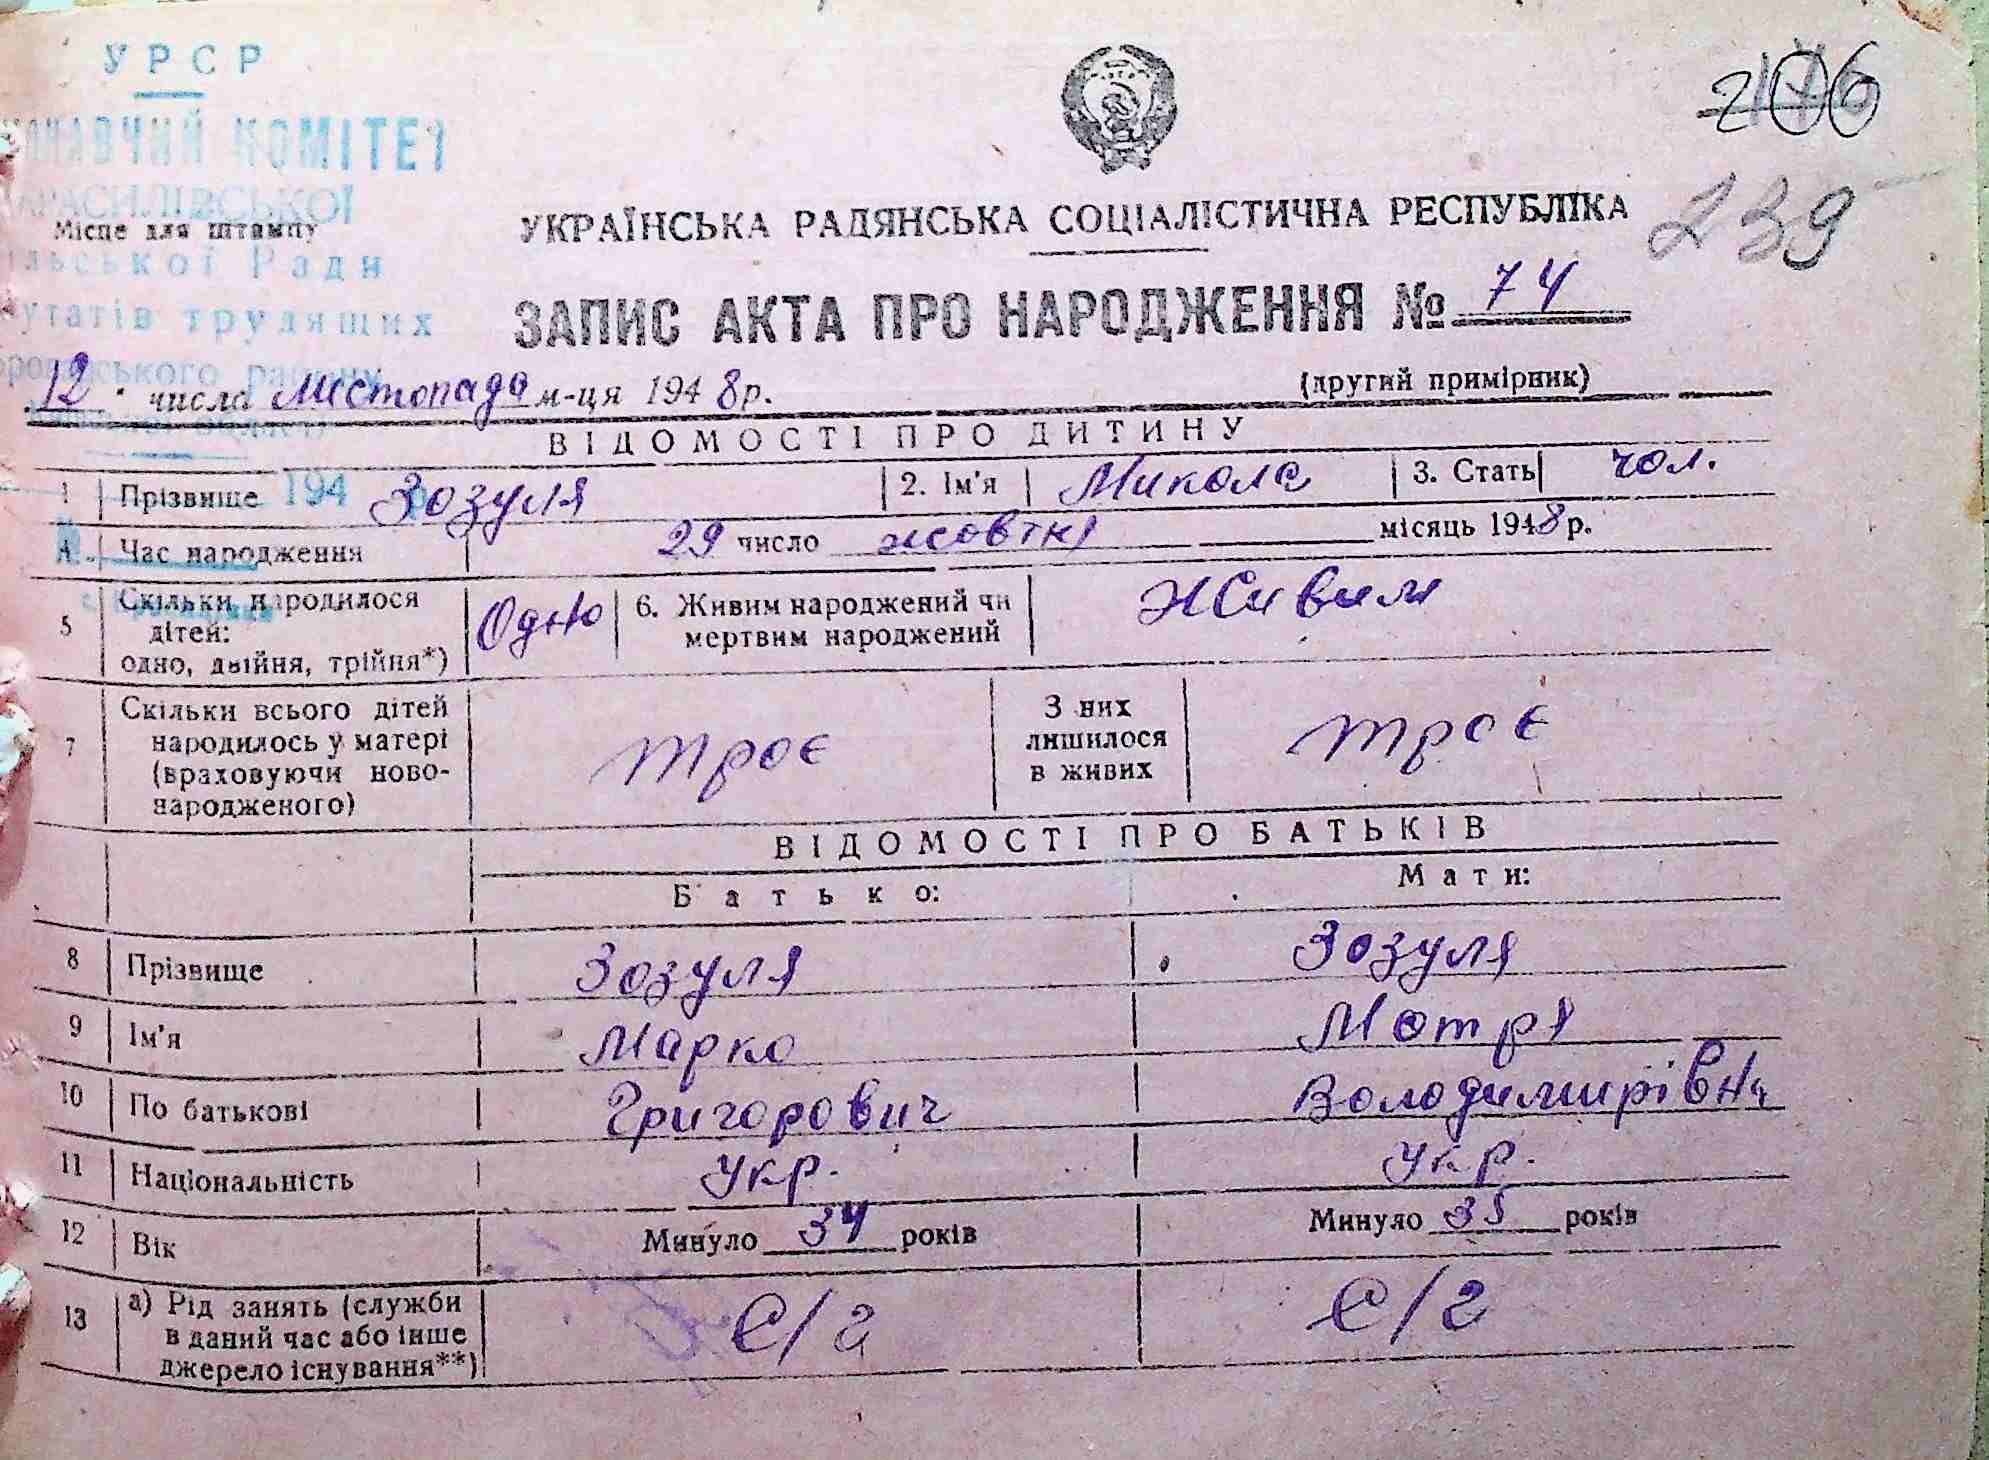 УРСР
КОМІТЕТ
Місце для штампу
Ради
трудящих
194
206
239
УКРАЇНСЬКА РАДЯНСЬКА СОЦІАЛІСТИЧНА РЕСПУБЛІКА
ЗАПИС АКТА ПРО НАРОДЖЕННЯ № 74
12 числа листопада м-ця 1948 р. (другий примірник)
ВІДОМОСТІ ПРО ДИТИНУ
1 Прізвище Зозуля 2. Ім'я Микола 3. Стать чол.
4. Час народження 29 число жовтня місяць 1948 р.
5 Скільки народилося
дітей:
одно, двійня, трійня*)
Одно
6. Живим народжений чи
мертвим народжений
Живим
7 Скільки всього дітей
народилось у матері
(враховуючи ново-
народженого)
троє
З них
лишилося
в живих
троє
ВІДОМОСТІ ПРО БАТЬКІВ
Батько: Мати:
8 Прізвище Зозуля Зозуля
9 Ім'я Марко Мотря
10 По батькові Григорович Володимирівна
11 Національність Укр. Укр.
12 Вік Минуло 34 років Минуло 35 років
13 а) Рід занять (служби
в даний час або інше
джерело існування**)
С/г С/г